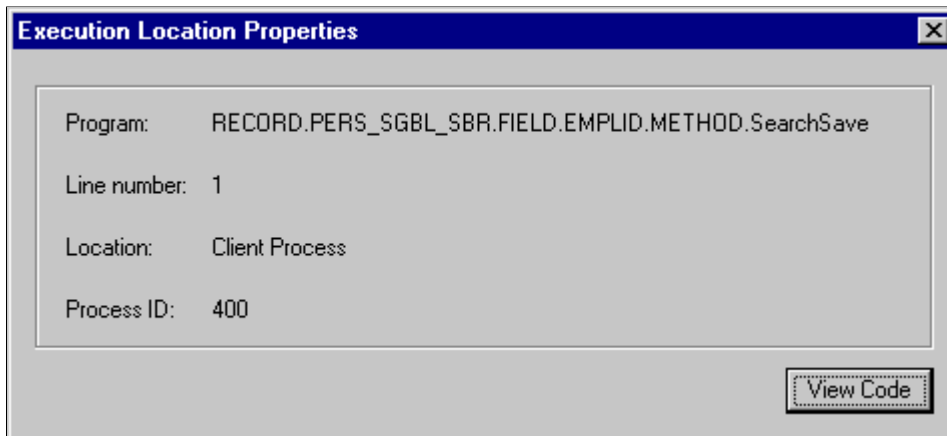 Execution Location Properties
Program: RECORD.PERS_SGBL_SBR.FIELD.EMPLID.METHOD.SearchSave
Line number: 1
Location: Client Process
Process ID: 400
View Code